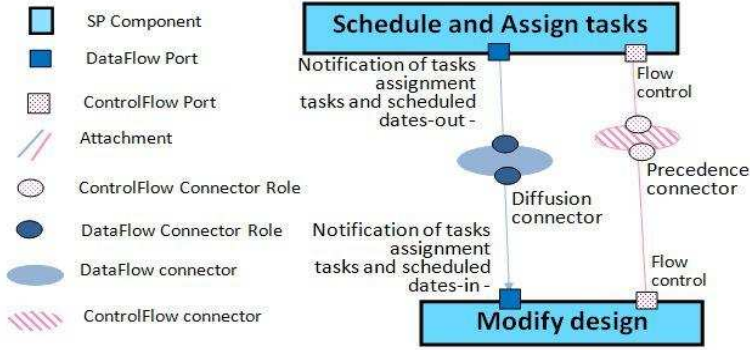 SP Component
DataFlow Port
ControlFlow Port
Attachment
ControlFlow Connector Role
DataFlow Connector Role
DataFlow connector
ControlFlow connector
Schedule and Assign tasks
Notification of tasks
assignment
tasks and scheduled
dates-out -
Flow
control
Diffusion
connector
Precedence
connector
Notification of tasks
assignment
tasks and scheduled
dates-in -
Flow
control
Modify design